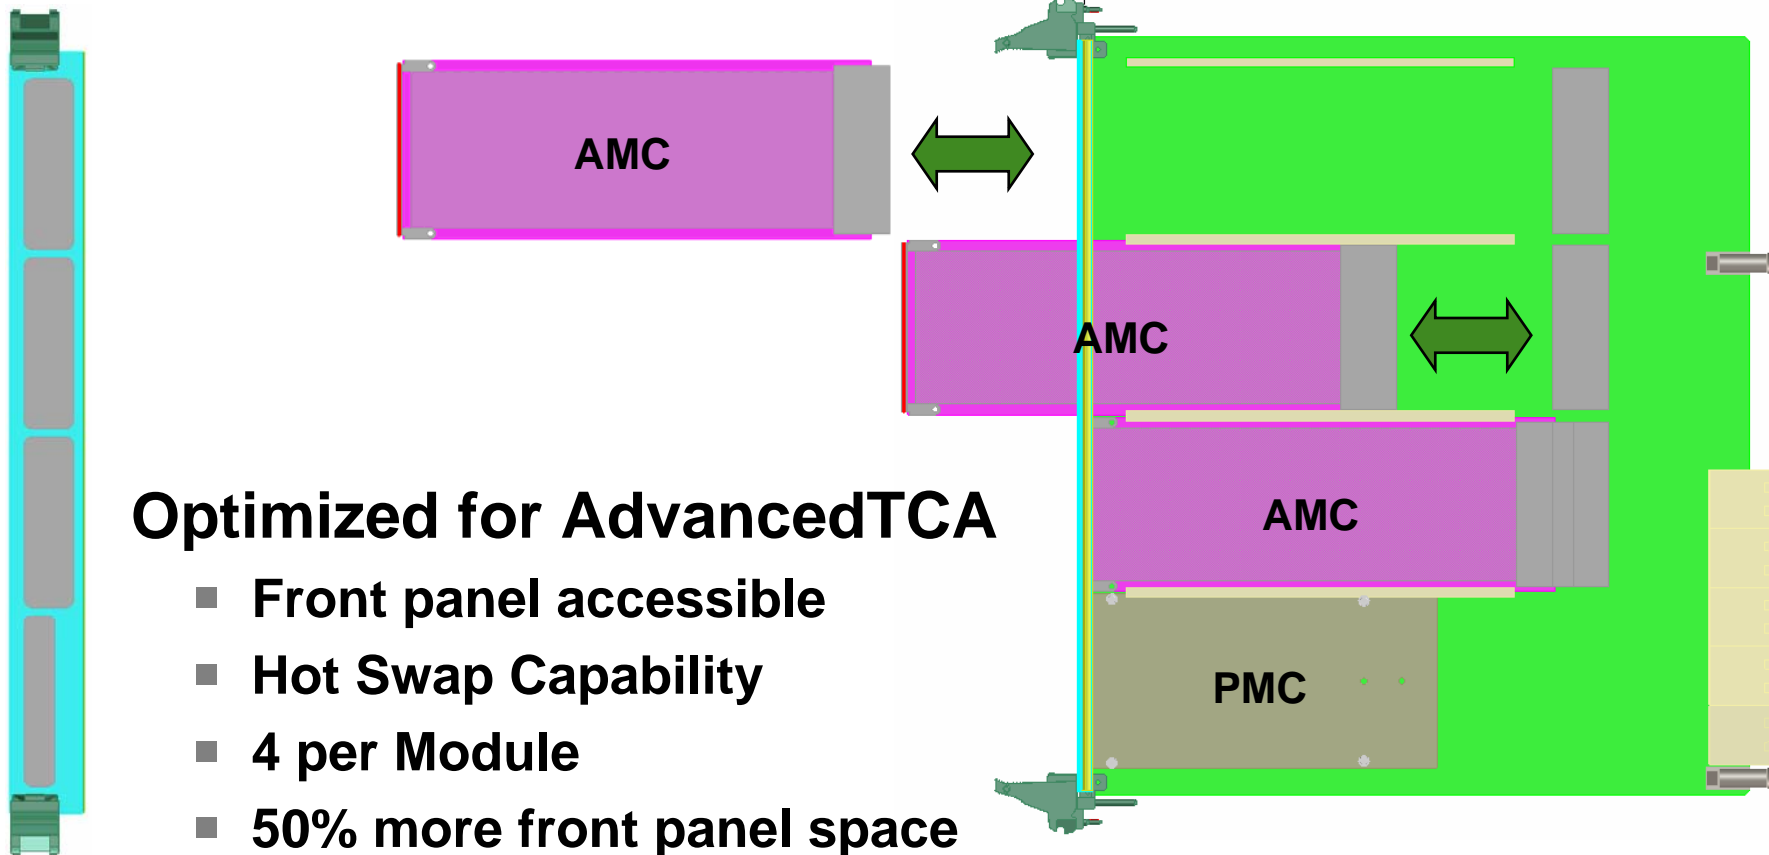 AMC
AMC
AMC
PMC
Optimized for AdvancedTCA
Front panel accessible
Hot Swap Capability
4 per Module
50% more front panel space